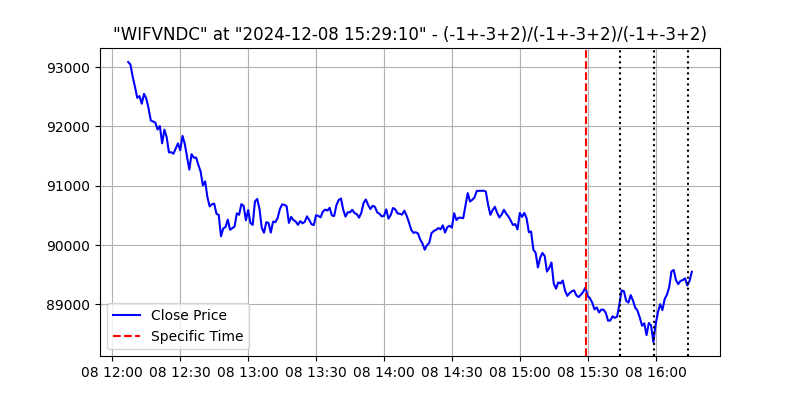 "WIFVNDC" at "2024-12-08 15:29:10" - (-1+-3+2)/(-1+-3+2)/(-1+-3+2)
93000
92000
91000
90000
89000
Close Price
Specific Time
08 12:00 08 12:30 08 13:00 08 13:30 08 14:00 08 14:30 08 15:00 08 15:30 08 16:00